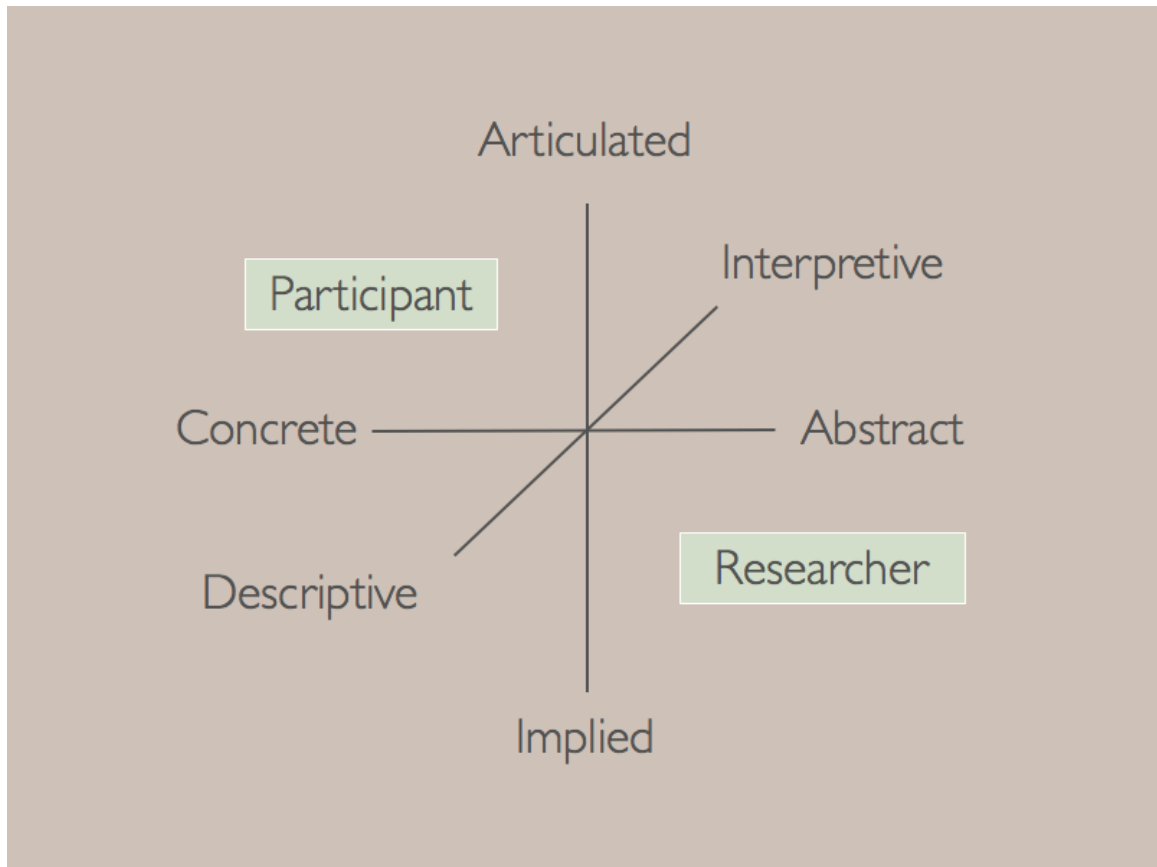 Articulated
Interpretive
Participant
Concrete
Abstract
Researcher
Descriptive
Implied